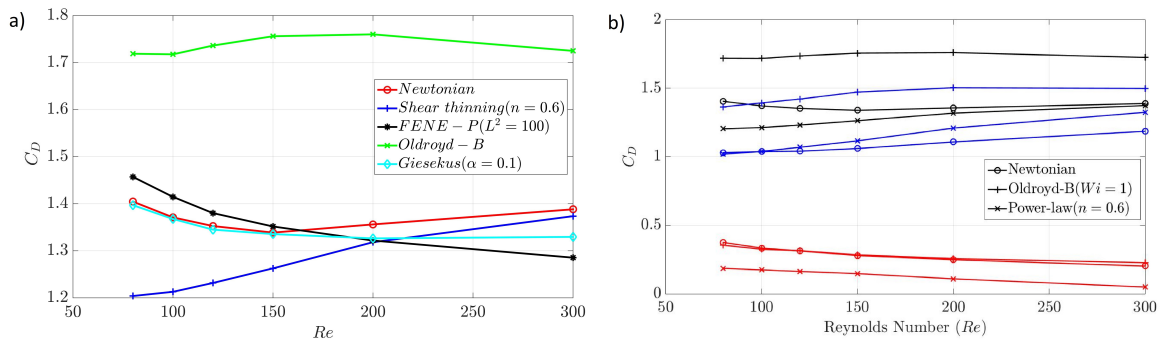 a)
1.8
1.7
1.6
1.5
1.4
1.3
1.2
C_D
50
100
150
200
250
300
Re
Newtonian
Shear thinning(n = 0.6)
FENE − P(L² = 100)
Oldroyd − B
Giesekus(α = 0.1)
b)
2
1.5
1
0.5
0
C_D
50
100
150
200
250
300
Reynolds Number (Re)
Newtonian
Oldroyd-B(Wi = 1)
Power-law(n = 0.6)